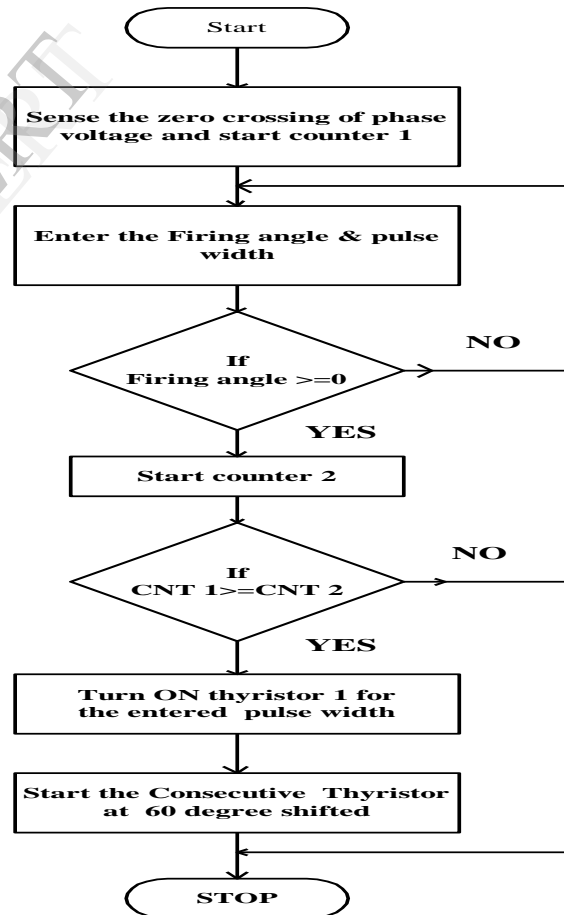 Start
Sense the zero crossing of phase
voltage and start counter 1
Enter the Firing angle & pulse
width
If
Firing angle >=0
NO
YES
Start counter 2
If
CNT 1>=CNT 2
NO
YES
Turn ON thyristor 1 for
the entered pulse width
Start the Consecutive Thyristor
at 60 degree shifted
STOP